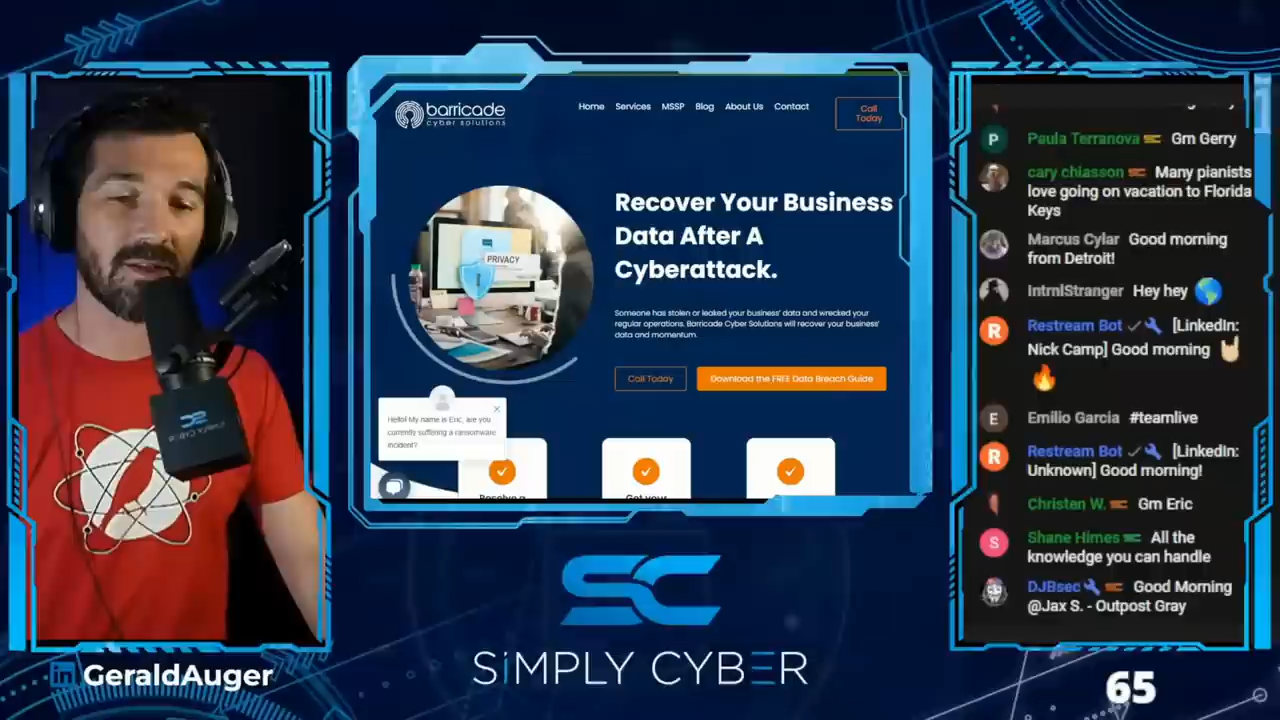 barricade
cyber solutions
Home Services MSSP Blog About Us Contact
Call
Today
PRIVACY
Recover Your Business
Data After A
Cyberattack.
Someone has stolen or leaked your business' data and wrecked your
regular operations. Barricade Cyber Solutions will recover your business'
data and momentum.
Call Today
Download the FREE Data Breach Guide
Hello! My name is Eric, are you
currently suffering a ransomware
incident?
Resolve a
Get your
SC
SIMPLY CYBER
SIMPLY CYBER
in GeraldAuger
P Paula Terranova Gm Gerry
cary chiasson Many pianists
love going on vacation to Florida
Keys
Marcus Cylar Good morning
from Detroit!
IntrnlStranger Hey hey
R Restream Bot [LinkedIn:
Nick Camp] Good morning
E Emilio Garcia #teamlive
R Restream Bot [LinkedIn:
Unknown] Good morning!
Christen W. Gm Eric
S Shane Himes All the
knowledge you can handle
DJBsec Good Morning
@Jax S. - Outpost Gray
65